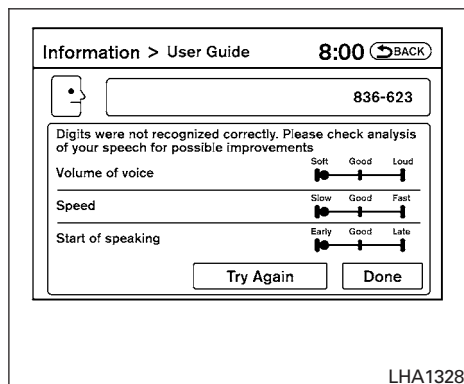 Information > User Guide 8:00 BACK
836-623
Digits were not recognized correctly. Please check analysis
of your speech for possible improvements
Soft Good Loud
Volume of voice
Slow Good Fast
Speed
Early Good Late
Start of speaking
Try Again Done
LHA1328